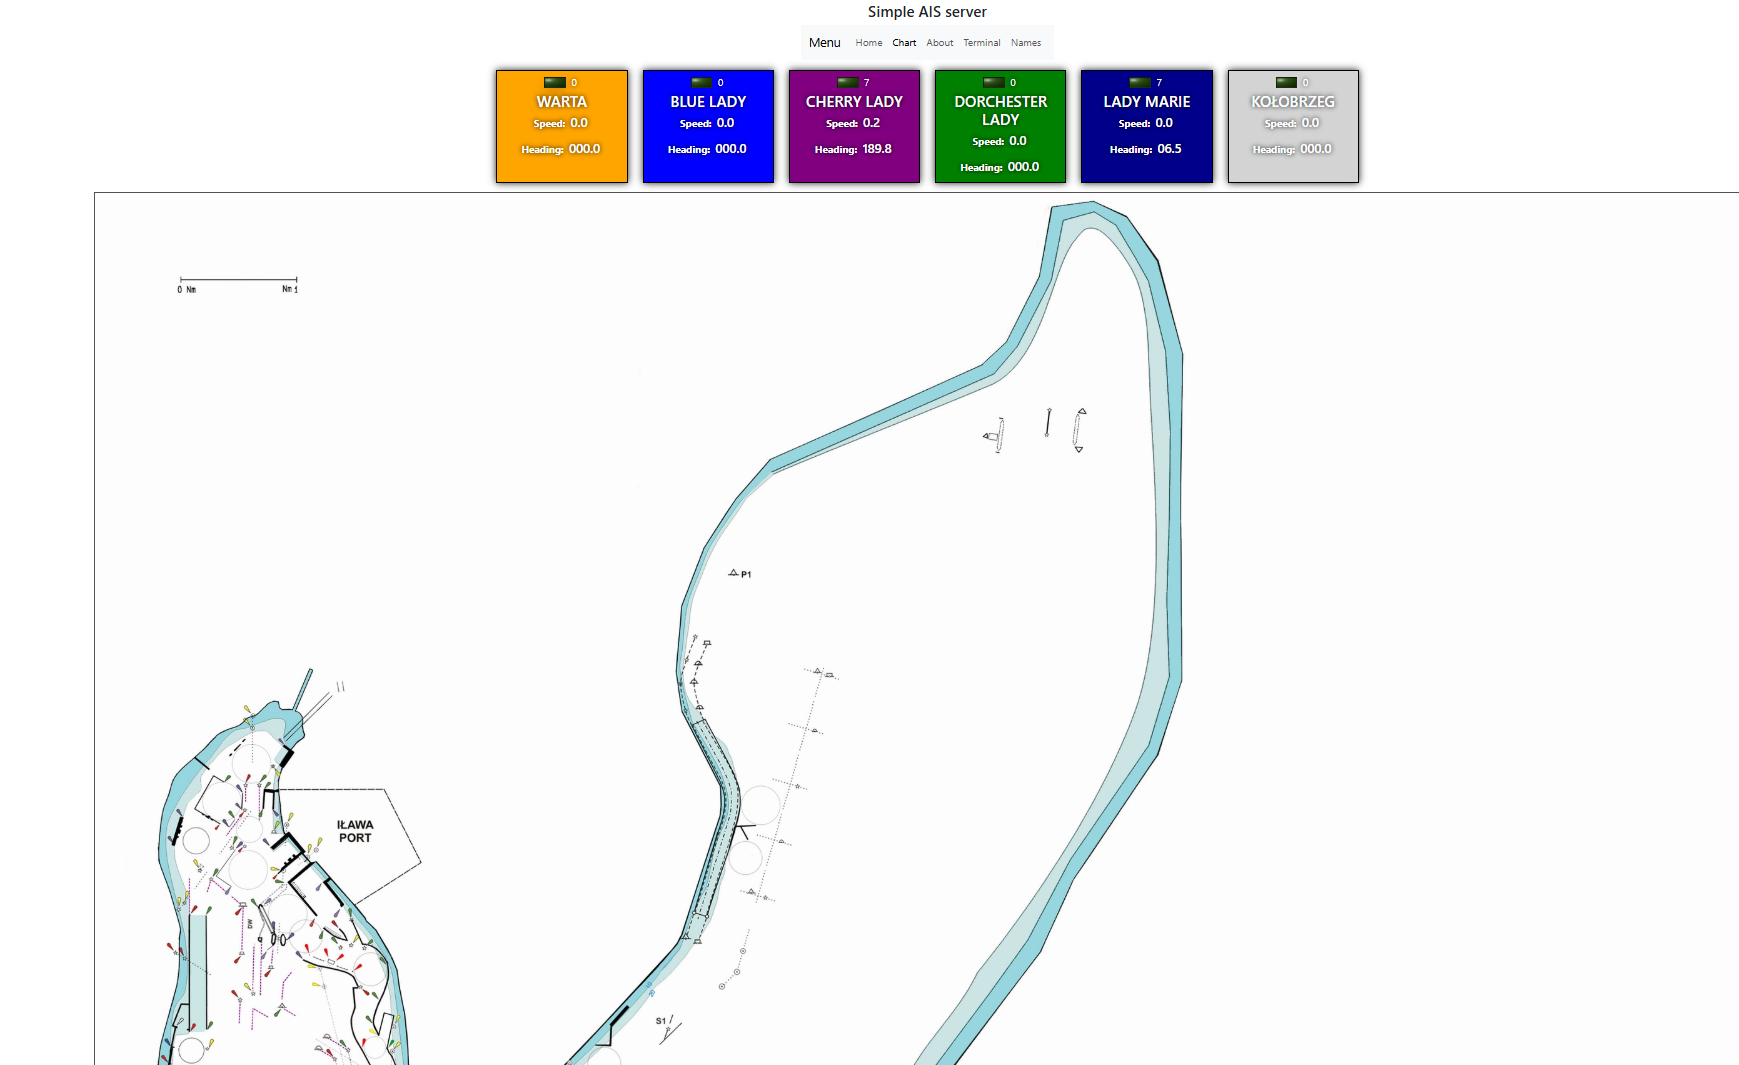 Simple AIS server
Menu Home Chart About Terminal Names
0
WARTA
Speed: 0.0
Heading: 000.0
0
BLUE LADY
Speed: 0.0
Heading: 000.0
7
CHERRY LADY
Speed: 0.2
Heading: 189.8
0
DORCHESTER
LADY
Speed: 0.0
Heading: 000.0
7
LADY MARIE
Speed: 0.0
Heading: 06.5
0
KOŁOBRZEG
Speed: 0.0
Heading: 000.0
0 Nm Nm 1
P1
IŁAWA
PORT
DW
S1